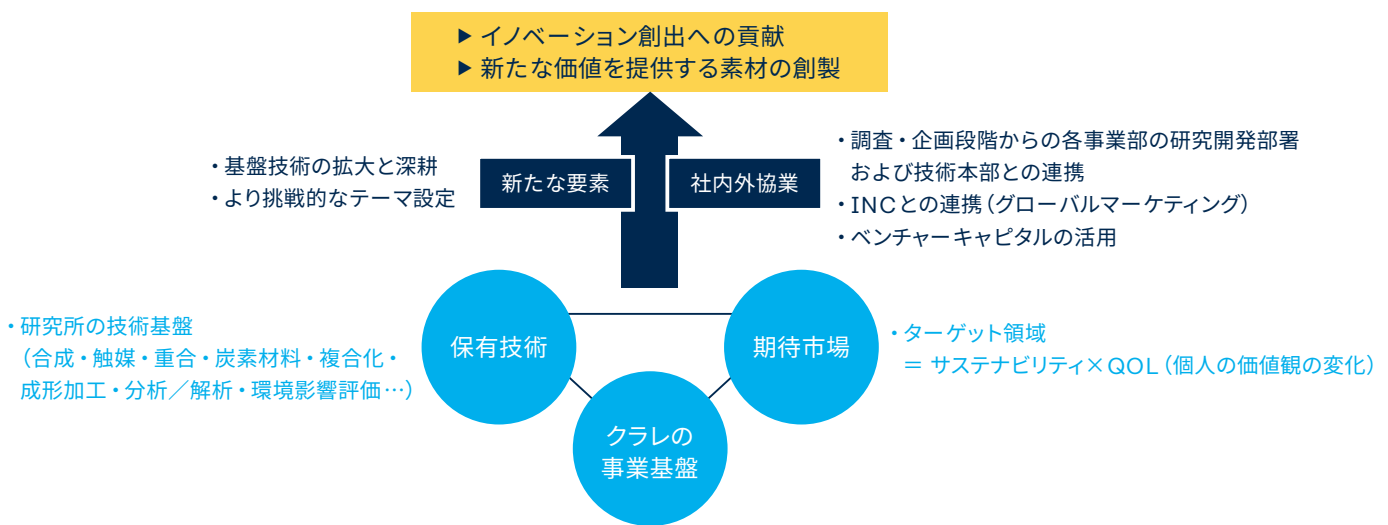 ▶ イノベーション創出への貢献
▶ 新たな価値を提供する素材の創製
・基盤技術の拡大と深耕
・より挑戦的なテーマ設定
新たな要素
社内外協業
・調査・企画段階からの各事業部の研究開発部署
および技術本部との連携
・INCとの連携（グローバルマーケティング）
・ベンチャーキャピタルの活用
・研究所の技術基盤
（合成・触媒・重合・炭素材料・複合化・
成形加工・分析／解析・環境影響評価…）
保有技術
期待市場
・ターゲット領域
＝ サステナビリティ×QOL（個人の価値観の変化）
クラレの
事業基盤